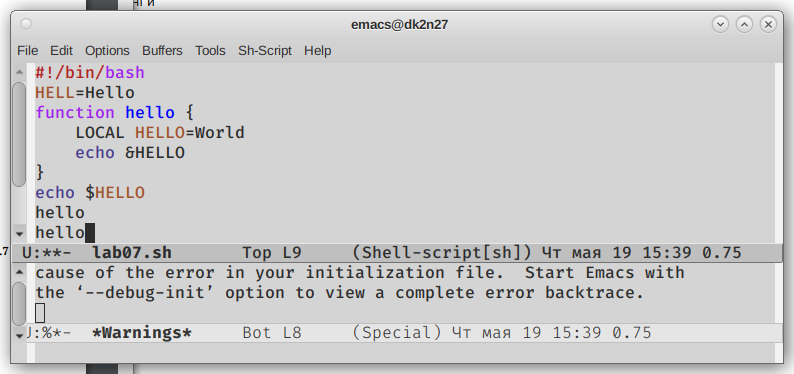 нги
emacs@dk2n27
File Edit Options Buffers Tools Sh-Script Help
#!/bin/bash
HELL=Hello
function hello {
    LOCAL HELLO=World
    echo &HELLO
}
echo $HELLO
hello
hello
U:**-  lab07.sh       Top L9     (Shell-script[sh]) Чт мая 19 15:39 0.75
cause of the error in your initialization file.  Start Emacs with
the ‘--debug-init’ option to view a complete error backtrace.
U:%*-  *Warnings*     Bot L8     (Special) Чт мая 19 15:39 0.75